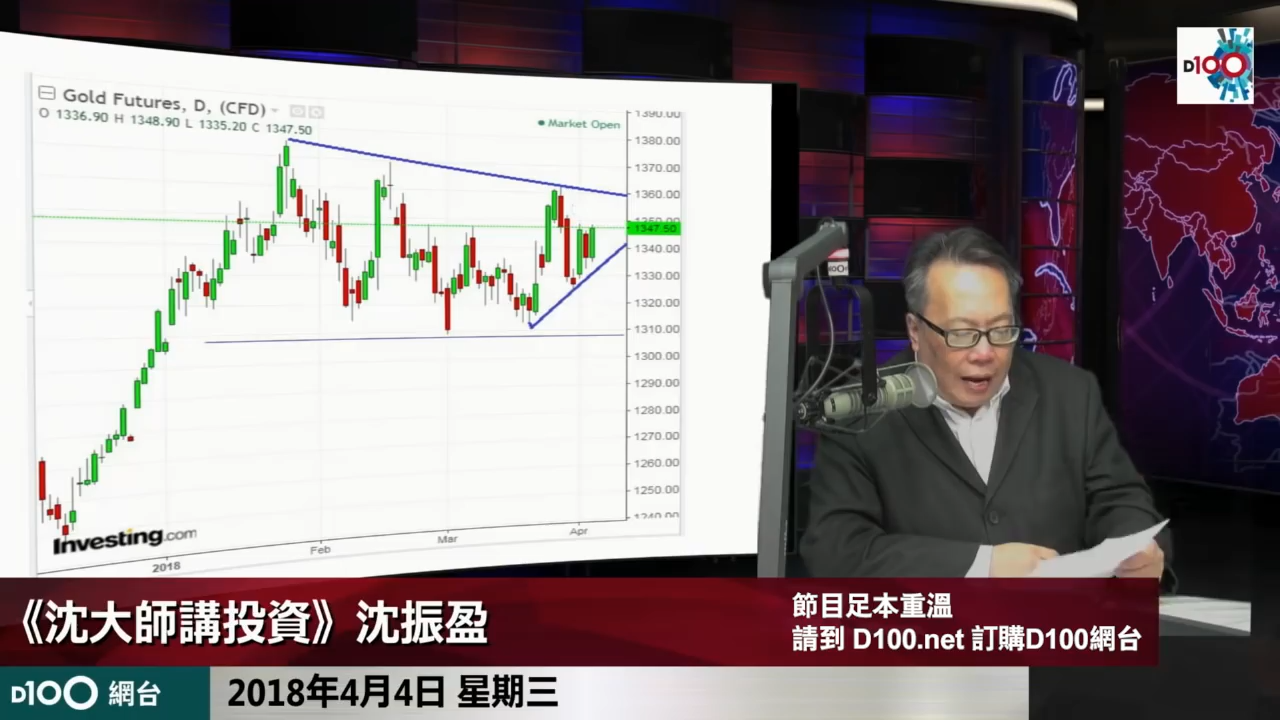 D100
Gold Futures, D, (CFD)
O 1336.90 H 1348.90 L 1335.20 C 1347.50
Market Open
1390.00
1380.00
1370.00
1360.00
1350.00
1347.50
1340.00
1330.00
1320.00
1310.00
1300.00
1290.00
1280.00
1270.00
1260.00
1250.00
1240.00
Investing.com
2018
Feb
Mar
Apr
《沈大師講投資》沈振盈
節目足本重溫
請到 D100.net 訂購D100網台
D100 網台
2018年4月4日 星期三